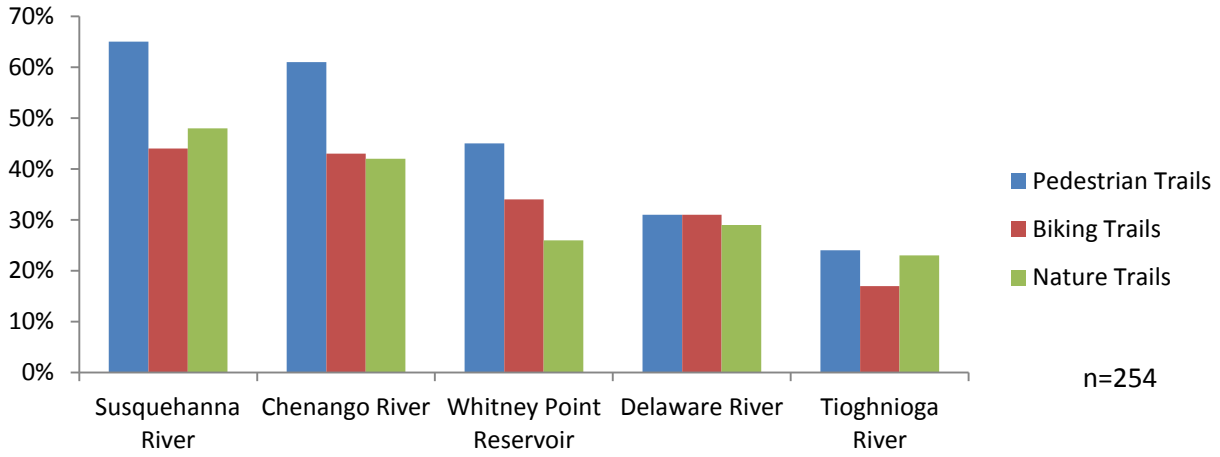 70%
60%
50%
40%
30%
20%
10%
0%
Susquehanna
River
Chenango River
Whitney Point
Reservoir
Delaware River
Tioghnioga
River
Pedestrian Trails
Biking Trails
Nature Trails
n=254